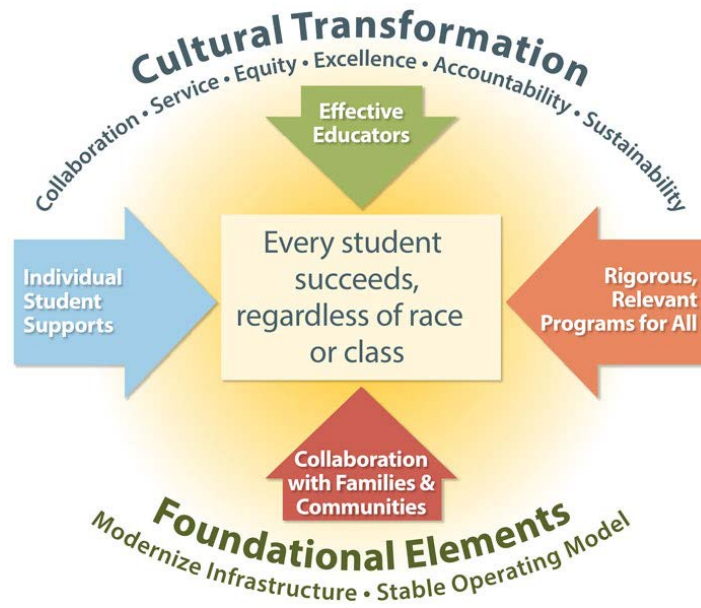 Cultural Transformation
Collaboration • Service • Equity • Excellence • Accountability • Sustainability
Effective
Educators
Individual
Student
Supports
Every student
succeeds,
regardless of race
or class
Rigorous,
Relevant
Programs for All
Collaboration
with Families &
Communities
Foundational Elements
Modernize Infrastructure • Stable Operating Model